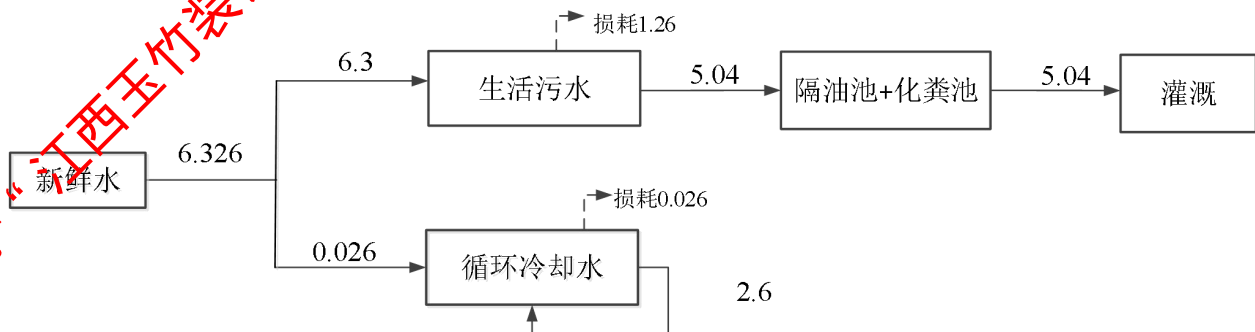 损耗1.26
6.3
生活污水
5.04
隔油池+化粪池
5.04
灌溉
新鲜水
6.326
损耗0.026
0.026
循环冷却水
2.6
“江西玉竹装